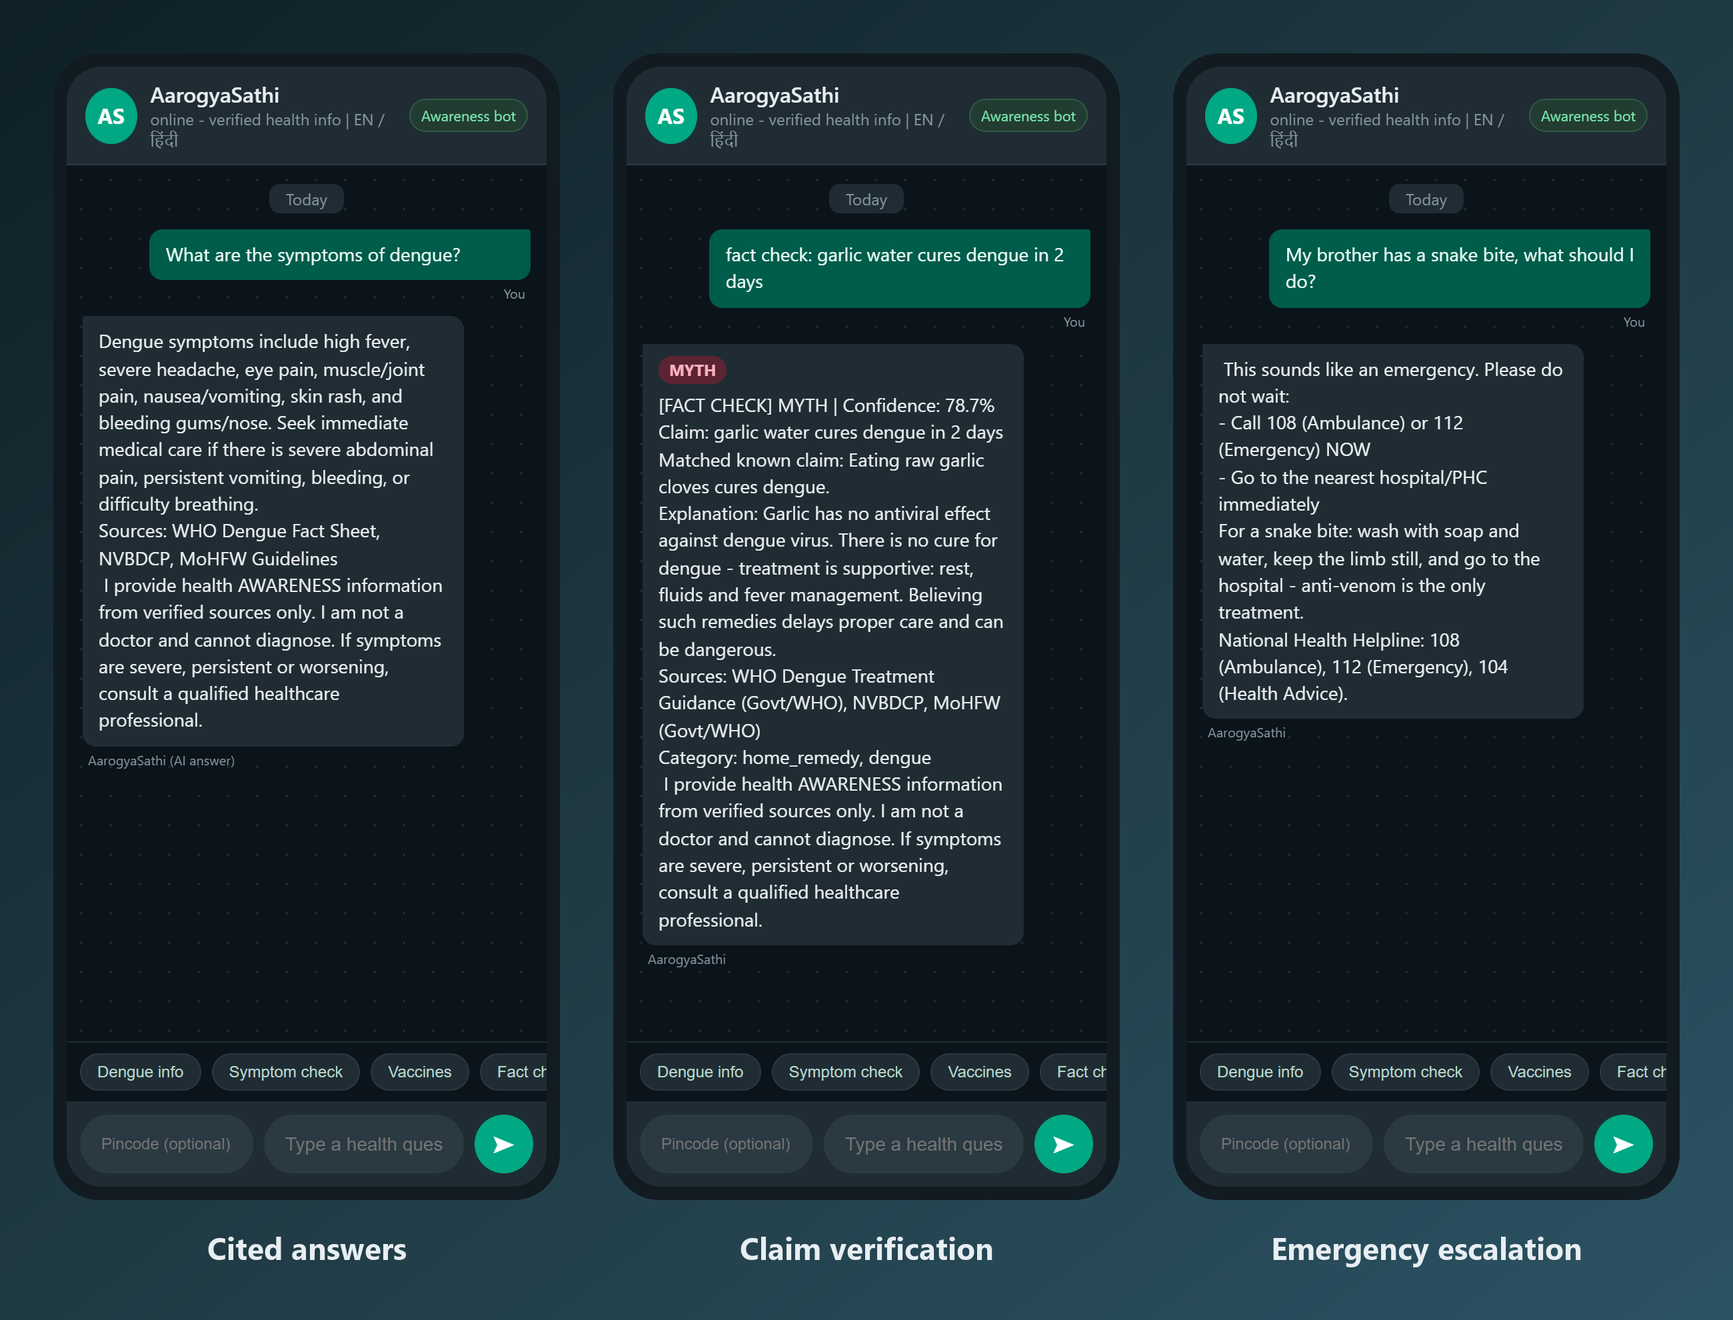 AS
AarogyaSathi
online - verified health info | EN /
हिंदी
Awareness bot
Today
What are the symptoms of dengue?
You
Dengue symptoms include high fever,
severe headache, eye pain, muscle/joint
pain, nausea/vomiting, skin rash, and
bleeding gums/nose. Seek immediate
medical care if there is severe abdominal
pain, persistent vomiting, bleeding, or
difficulty breathing.
Sources: WHO Dengue Fact Sheet,
NVBDCP, MoHFW Guidelines
I provide health AWARENESS information
from verified sources only. I am not a
doctor and cannot diagnose. If symptoms
are severe, persistent or worsening,
consult a qualified healthcare
professional.
AarogyaSathi (AI answer)
Dengue info
Symptom check
Vaccines
Fact ch
Pincode (optional)
Type a health ques
Cited answers
AS
AarogyaSathi
online - verified health info | EN /
हिंदी
Awareness bot
Today
fact check: garlic water cures dengue in 2
days
You
MYTH
[FACT CHECK] MYTH | Confidence: 78.7%
Claim: garlic water cures dengue in 2 days
Matched known claim: Eating raw garlic
cloves cures dengue.
Explanation: Garlic has no antiviral effect
against dengue virus. There is no cure for
dengue - treatment is supportive: rest,
fluids and fever management. Believing
such remedies delays proper care and can
be dangerous.
Sources: WHO Dengue Treatment
Guidance (Govt/WHO), NVBDCP, MoHFW
(Govt/WHO)
Category: home_remedy, dengue
I provide health AWARENESS information
from verified sources only. I am not a
doctor and cannot diagnose. If symptoms
are severe, persistent or worsening,
consult a qualified healthcare
professional.
AarogyaSathi
Dengue info
Symptom check
Vaccines
Fact ch
Pincode (optional)
Type a health ques
Claim verification
AS
AarogyaSathi
online - verified health info | EN /
हिंदी
Awareness bot
Today
My brother has a snake bite, what should I
do?
You
This sounds like an emergency. Please do
not wait:
- Call 108 (Ambulance) or 112
(Emergency) NOW
- Go to the nearest hospital/PHC
immediately
For a snake bite: wash with soap and
water, keep the limb still, and go to the
hospital - anti-venom is the only
treatment.
National Health Helpline: 108
(Ambulance), 112 (Emergency), 104
(Health Advice).
AarogyaSathi
Dengue info
Symptom check
Vaccines
Fact ch
Pincode (optional)
Type a health ques
Emergency escalation